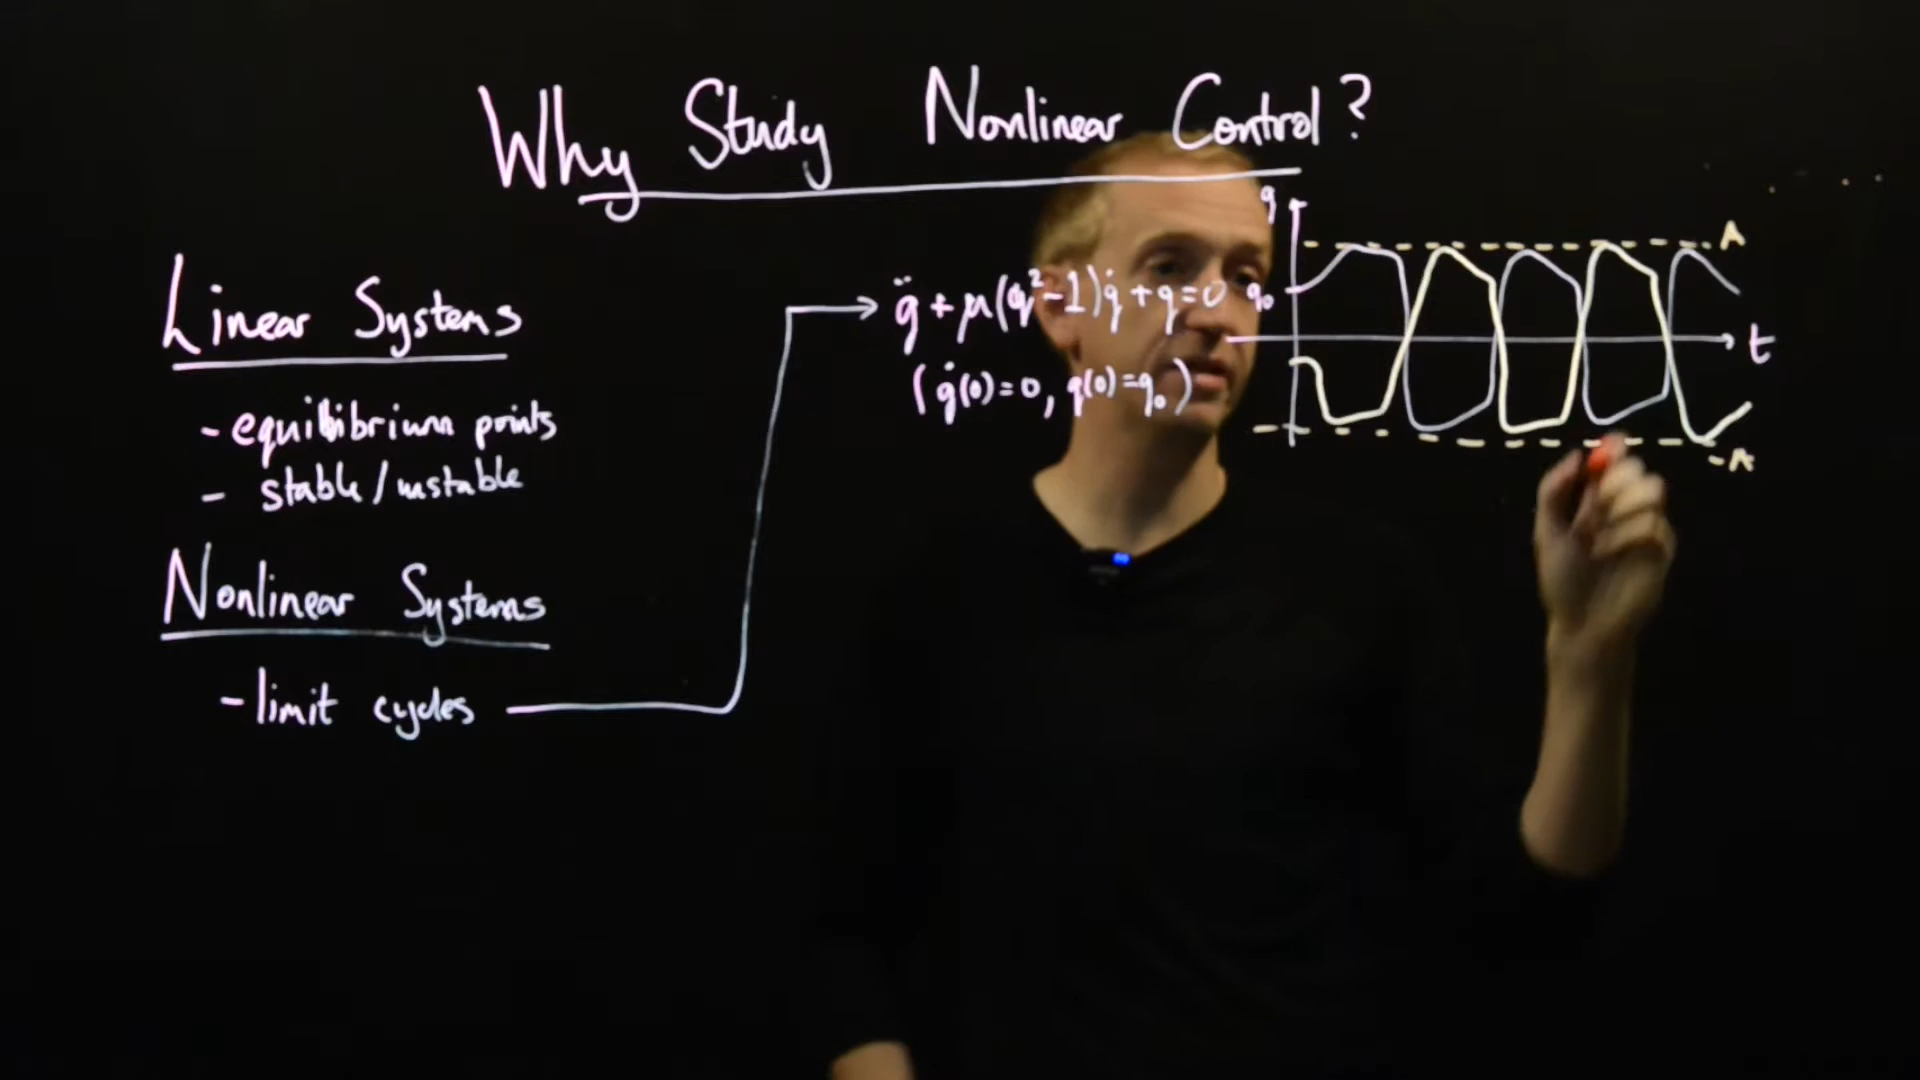 Why Study Nonlinear Control?
Linear Systems
- equilibrium points
- stable/unstable
Nonlinear Systems
- limit cycles
q̈ + μ(q²-1)q̇ + q = 0
(q̇(0)=0, q(0)=q₀)
q
q₀
A
t
-A